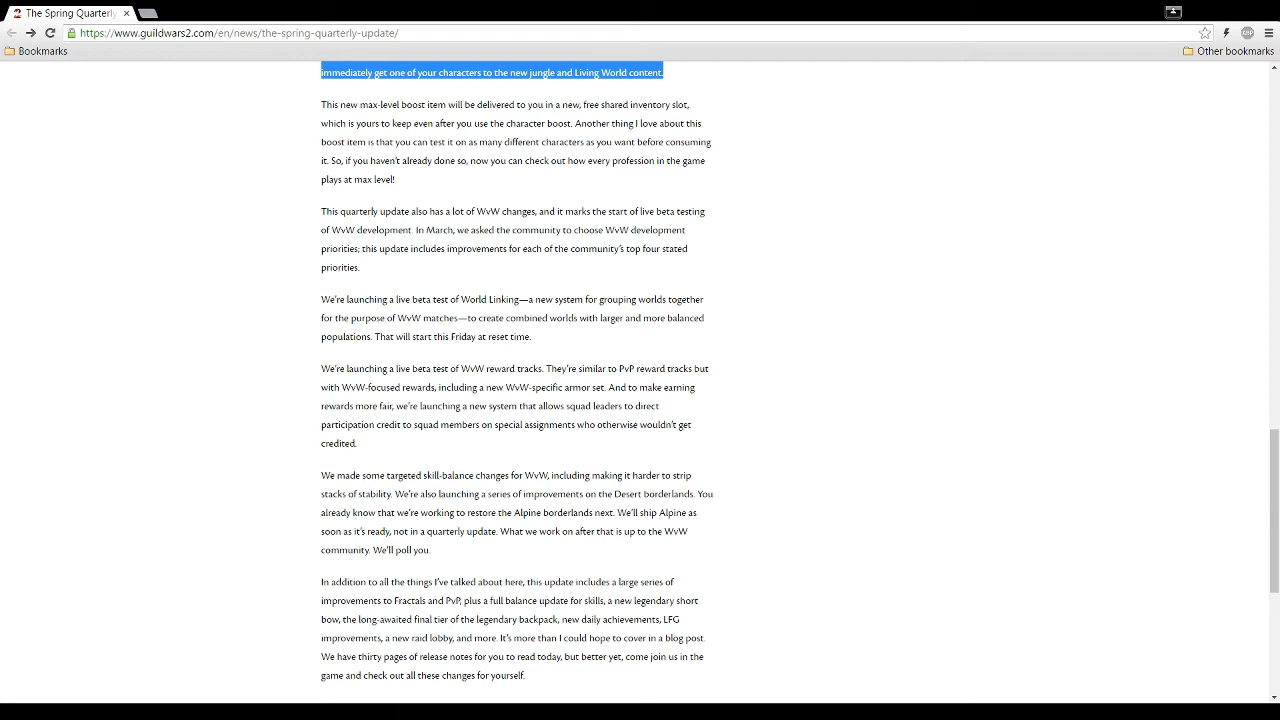 The Spring Quarterly
https://www.guildwars2.com/en/news/the-spring-quarterly-update/
Bookmarks
Other bookmarks
immediately get one of your characters to the new jungle and Living World content.
This new max-level boost item will be delivered to you in a new, free shared inventory slot,
which is yours to keep even after you use the character boost. Another thing I love about this
boost item is that you can test it on as many different characters as you want before consuming
it. So, if you haven't already done so, now you can check out how every profession in the game
plays at max level!
This quarterly update also has a lot of WvW changes, and it marks the start of live beta testing
of WvW development. In March, we asked the community to choose WvW development
priorities; this update includes improvements for each of the community's top four stated
priorities.
We're launching a live beta test of World Linking—a new system for grouping worlds together
for the purpose of WvW matches—to create combined worlds with larger and more balanced
populations. That will start this Friday at reset time.
We're launching a live beta test of WvW reward tracks. They're similar to PvP reward tracks but
with WvW-focused rewards, including a new WvW-specific armor set. And to make earning
rewards more fair, we're launching a new system that allows squad leaders to direct
participation credit to squad members on special assignments who otherwise wouldn't get
credited.
We made some targeted skill-balance changes for WvW, including making it harder to strip
stacks of stability. We're also launching a series of improvements on the Desert borderlands. You
already know that we're working to restore the Alpine borderlands next. We'll ship Alpine as
soon as it's ready, not in a quarterly update. What we work on after that is up to the WvW
community. We'll poll you.
In addition to all the things I've talked about here, this update includes a large series of
improvements to Fractals and PvP, plus a full balance update for skills, a new legendary short
bow, the long-awaited final tier of the legendary backpack, new daily achievements, LFG
improvements, a new raid lobby, and more. It's more than I could hope to cover in a blog post.
We have thirty pages of release notes for you to read today, but better yet, come join us in the
game and check out all these changes for yourself.